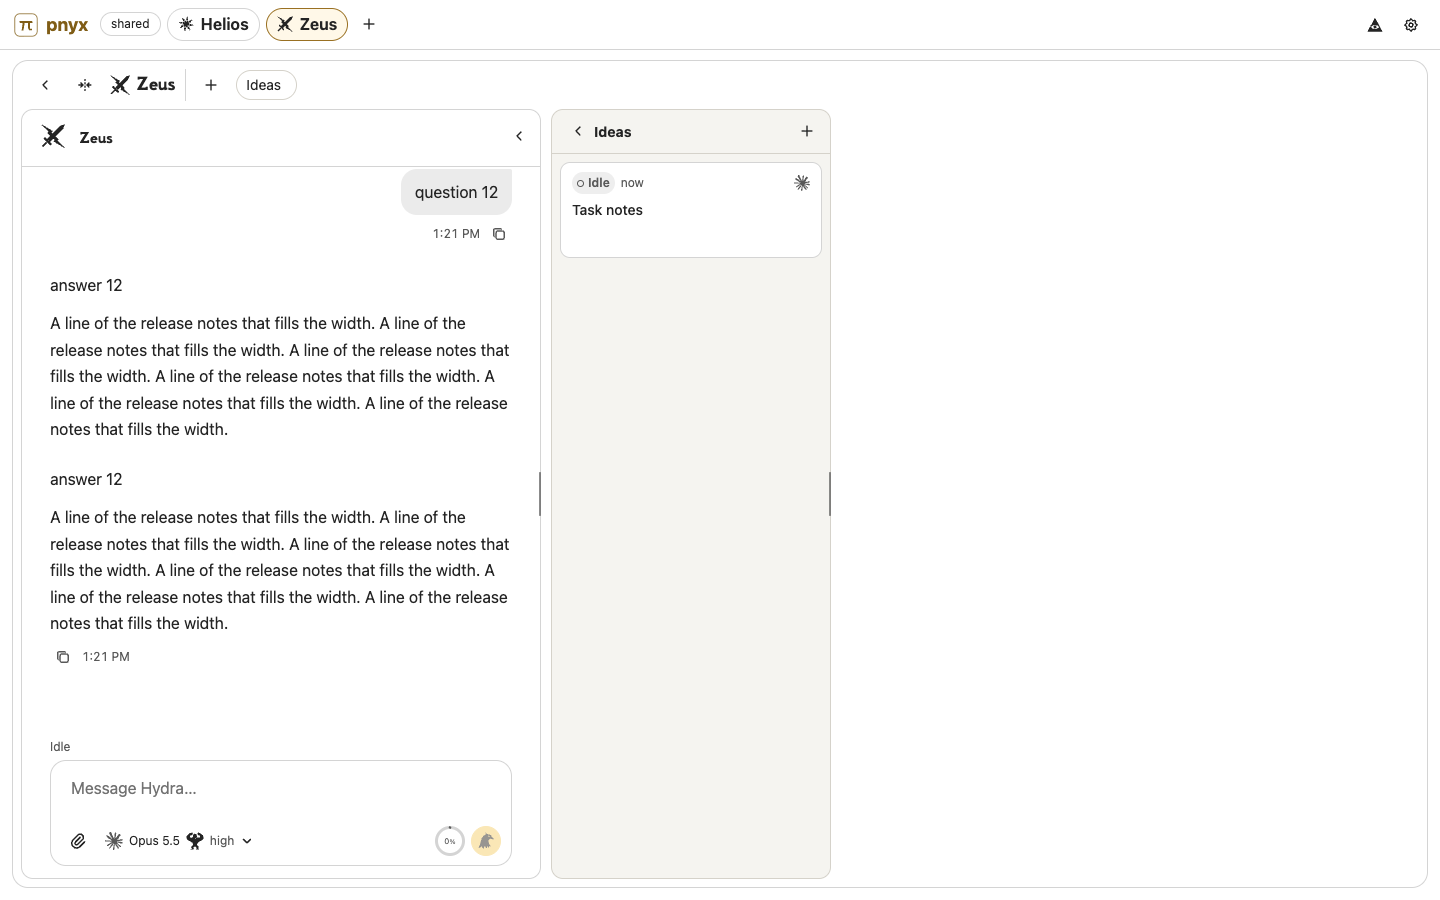 π pnyx shared Helios Zeus
Zeus Ideas
Zeus
question 12
1:21 PM
answer 12
A line of the release notes that fills the width. A line of the
release notes that fills the width. A line of the release notes that
fills the width. A line of the release notes that fills the width. A
line of the release notes that fills the width. A line of the release
notes that fills the width.
answer 12
A line of the release notes that fills the width. A line of the
release notes that fills the width. A line of the release notes that
fills the width. A line of the release notes that fills the width. A
line of the release notes that fills the width. A line of the release
notes that fills the width.
1:21 PM
Idle
Message Hydra...
Opus 5.5 high 0%
Ideas
Idle now
Task notes